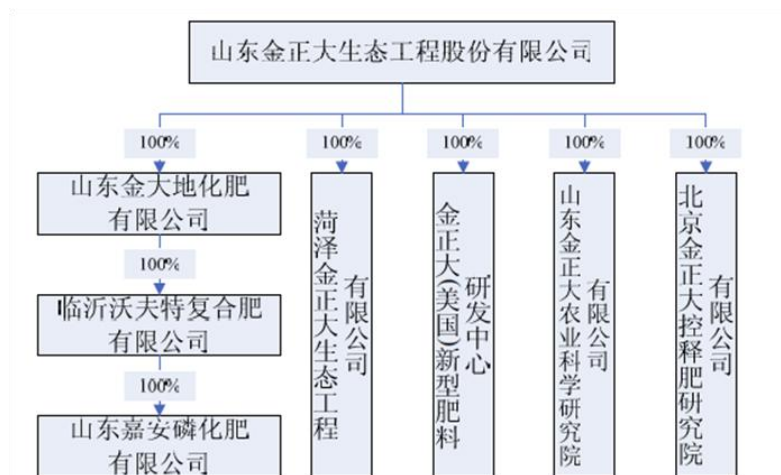 山东金正大生态工程股份有限公司
100%
100%
100%
100%
100%
山东金大地化肥
有限公司
100%
临沂沃夫特复合肥
有限公司
100%
山东嘉安磷化肥
有限公司
菏泽金正大生态工程
有限公司
金正大(美国)新型肥料
研发中心
山东金正大农业科学研究院
有限公司
北京金正大控释肥研究院
有限公司